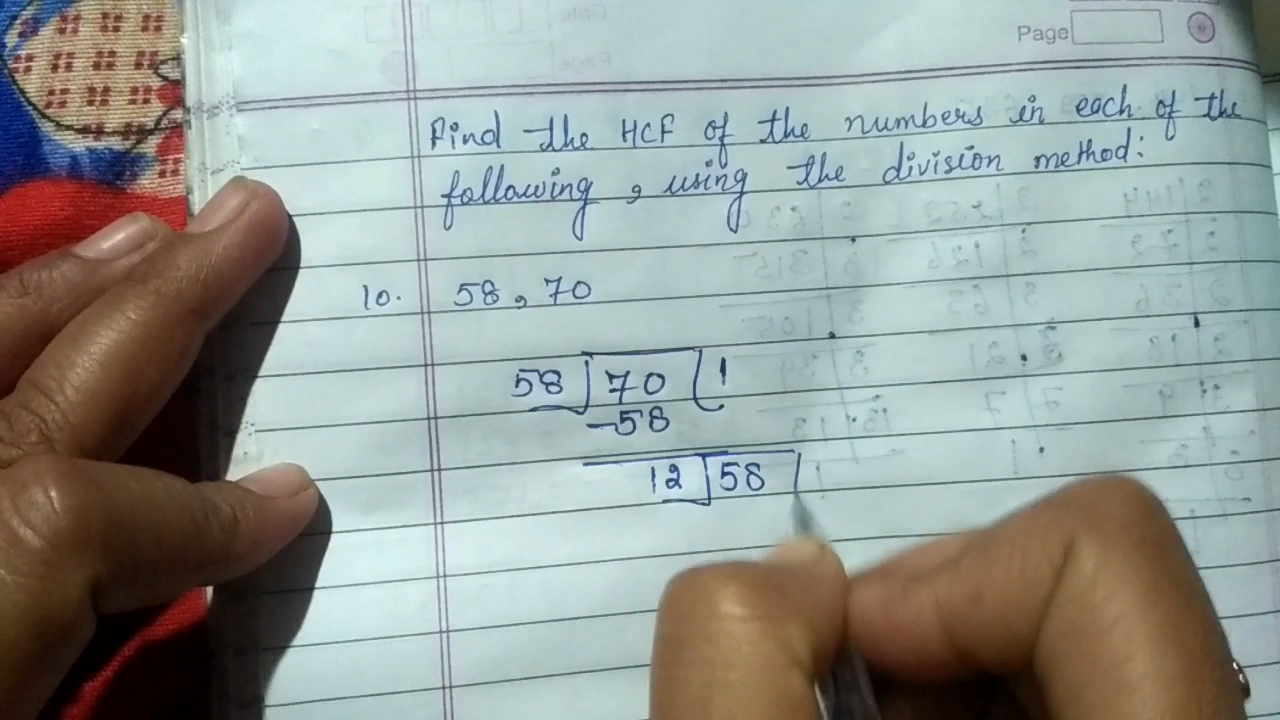 Page
Find the HCF of the numbers in each of the
following, using the division method:
10. 58, 70
58 70 1
-58
12 58